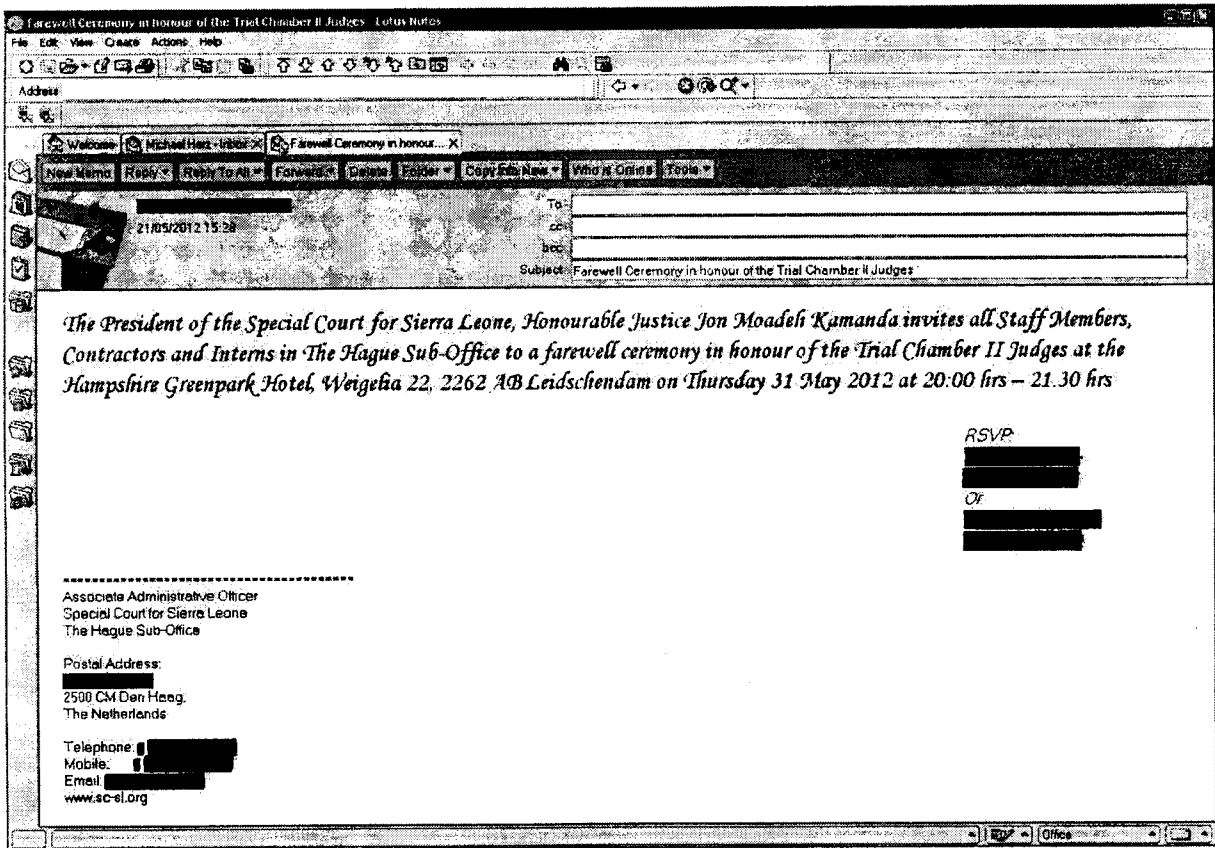 Farewell Ceremony in honour of the Trial Chamber II Judges - Lotus Notes
File Edit View Create Actions Help
Address
Welcome Michael Herz - Inbox X Farewell Ceremony in honour... X
New Memo Reply Reply To All Forward Delete Folder Copy Into New Who is Online Tools
To
21/05/2012 15:28
cc
bcc
Subject Farewell Ceremony in honour of the Trial Chamber II Judges
The President of the Special Court for Sierra Leone, Honourable Justice Jon Moadeh Kamanda invites all Staff Members,
Contractors and Interns in The Hague Sub-Office to a farewell ceremony in honour of the Trial Chamber II Judges at the
Hampshire Greenpark Hotel, Weigelia 22, 2262 AB Leidschendam on Thursday 31 May 2012 at 20:00 hrs – 21.30 hrs
RSVP:
Or
Associate Administrative Officer
Special Court for Sierra Leone
The Hague Sub-Office
Postal Address:
2500 CM Den Haag,
The Netherlands
Telephone:
Mobile:
Email:
www.sc-sl.org
Office